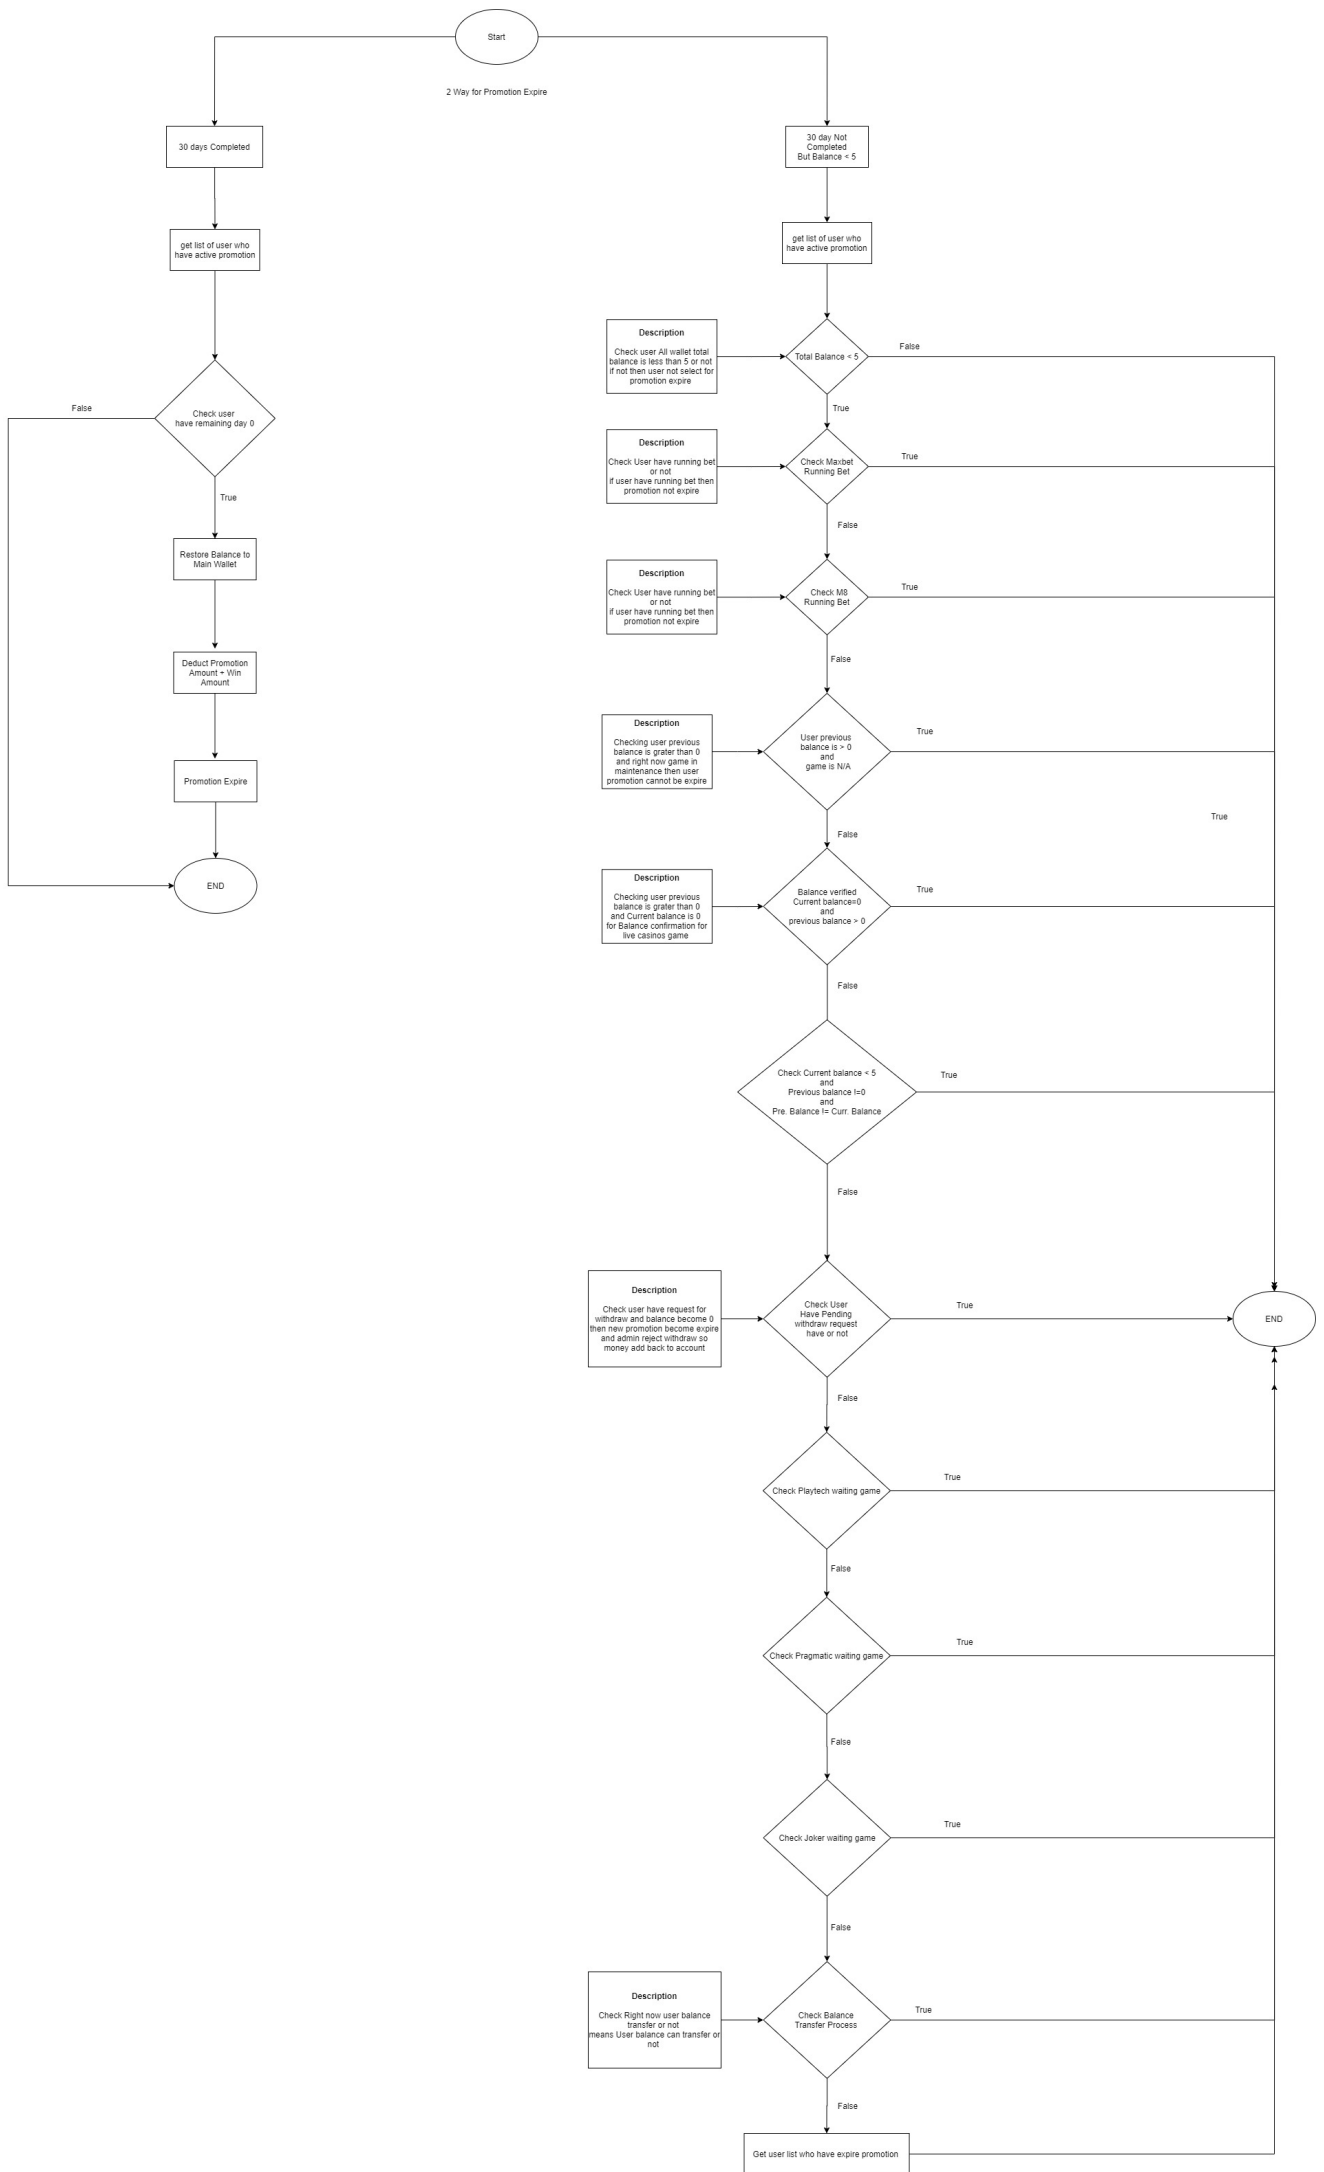 Start
2 Way for Promotion Expire
30 days Completed
get list of user who
have active promotion
False
Check user
have remaining day 0
True
Restore Balance to
Main Wallet
Deduct Promotion
Amount + Win
Amount
Promotion Expire
END
30 day Not
Completed
But Balance < 5
get list of user who
have active promotion
Description
Check user All wallet total
balance is less than 5 or not
if not then user not select for
promotion expire
Total Balance < 5
False
True
Description
Check User have running bet
or not
if user have running bet then
promotion not expire
Check Maxbet
Running Bet
True
False
Description
Check User have running bet
or not
if user have running bet then
promotion not expire
Check M8
Running Bet
True
False
Description
Checking user previous
balance is grater than 0
and right now game in
maintenance then user
promotion cannot be expire
User previous
balance is > 0
and
game is N/A
True
True
False
Description
Checking user previous
balance is grater than 0
and Current balance is 0
for Balance confirmation for
live casinos game
Balance verified
Current balance=0
and
previous balance > 0
True
False
Check Current balance < 5
and
Previous balance !=0
and
Pre. Balance != Curr. Balance
True
False
Description
Check user have request for
withdraw and balance become 0
then new promotion become expire
and admin reject withdraw so
money add back to account
Check User
Have Pending
withdraw request
have or not
True
END
False
Check Playtech waiting game
True
False
Check Pragmatic waiting game
True
False
Check Joker waiting game
True
False
Description
Check Right now user balance
transfer or not
means User balance can transfer or
not
Check Balance
Transfer Process
True
False
Get user list who have expire promotion